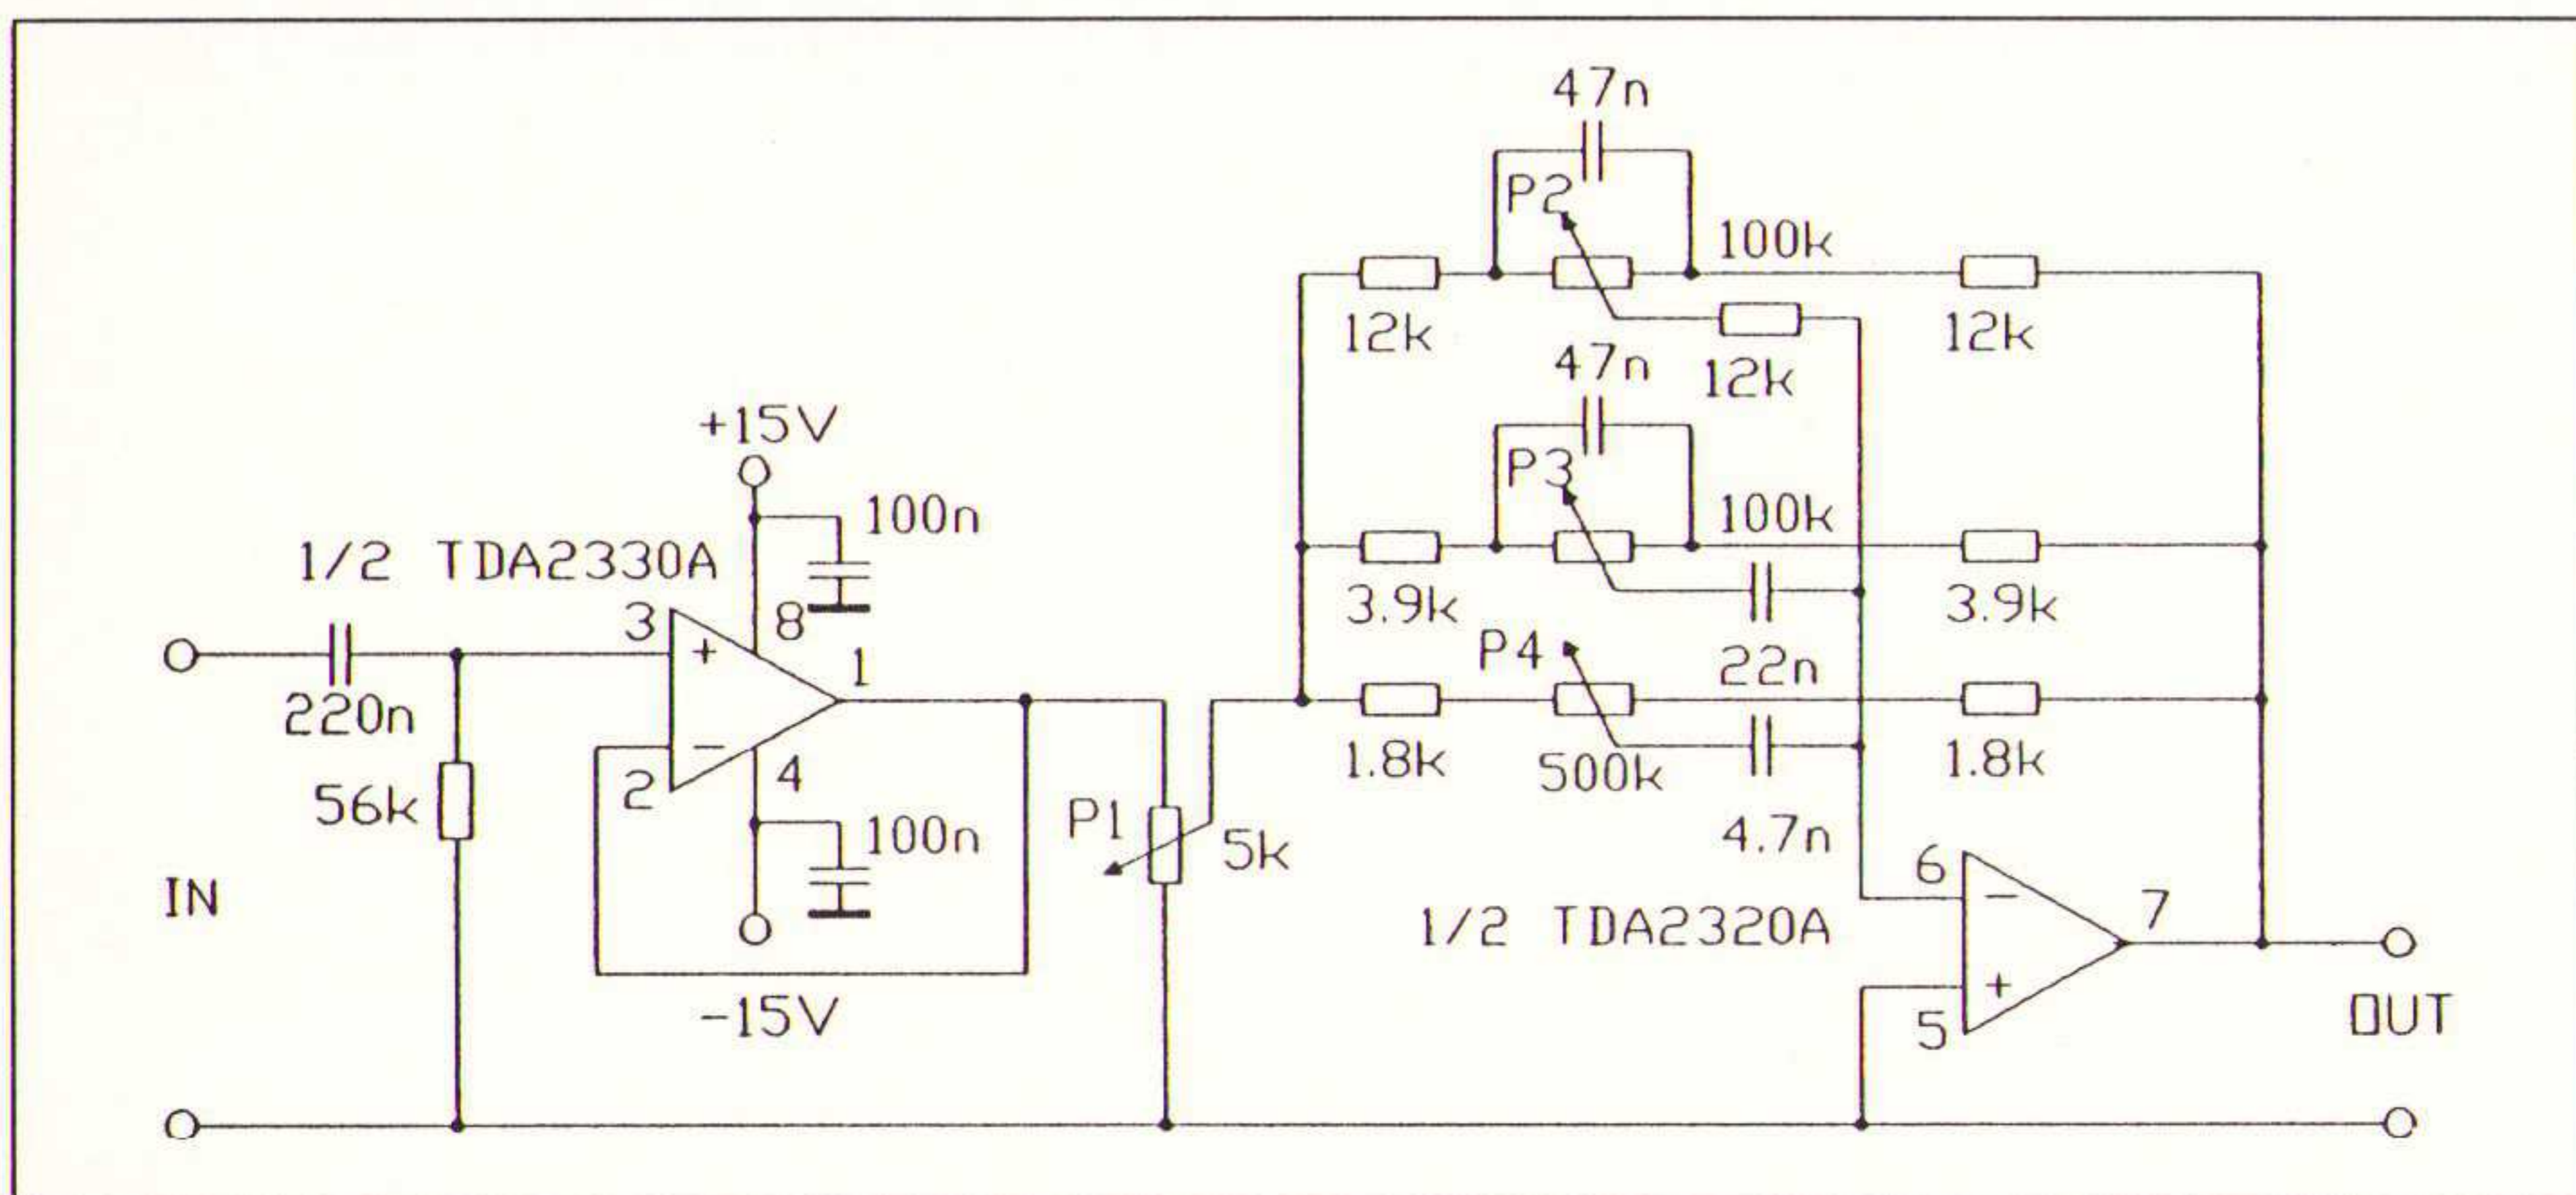 47n
P2
100k
12k
12k
12k
47n
P3
100k
3.9k
3.9k
22n
P4
1.8k
500k
1.8k
4.7n
+15V
100n
1/2 TDA2330A
3
8
+
1
220n
-
2
4
56k
100n
-15V
P1
5k
IN
1/2 TDA2320A
6
-
7
+
5
OUT